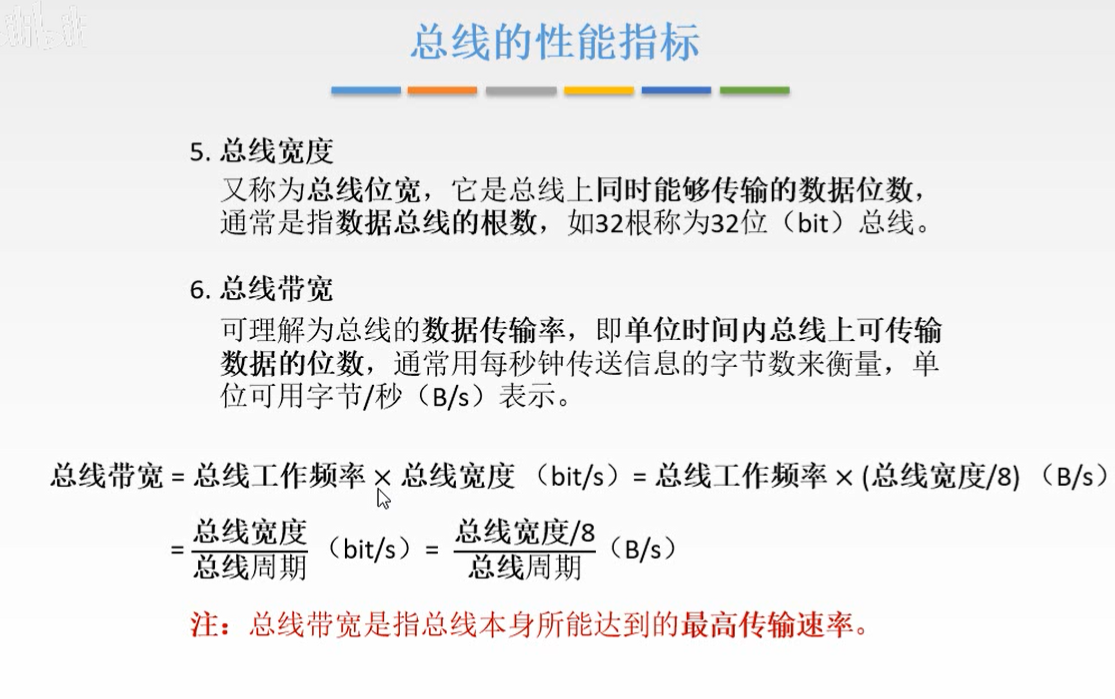 总线的性能指标
5. 总线宽度
又称为总线位宽，它是总线上同时能够传输的数据位数，
通常是指数据总线的根数，如32根称为32位（bit）总线。
6. 总线带宽
可理解为总线的数据传输率，即单位时间内总线上可传输
数据的位数，通常用每秒钟传送信息的字节数来衡量，单
位可用字节/秒（B/s）表示。
总线带宽 = 总线工作频率 × 总线宽度 （bit/s）= 总线工作频率 × (总线宽度/8) （B/s）
= 总线宽度/总线周期 （bit/s）= 总线宽度/8/总线周期 （B/s）
注：总线带宽是指总线本身所能达到的最高传输速率。